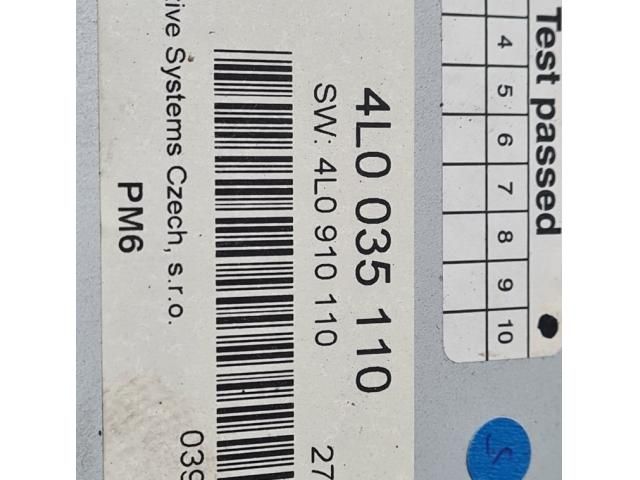 Test passed
4 5 6 7 8 9 10
4L0 035 110
SW: 4L0 910 110 27
039
tive Systems Czech, s.r.o.
PM6